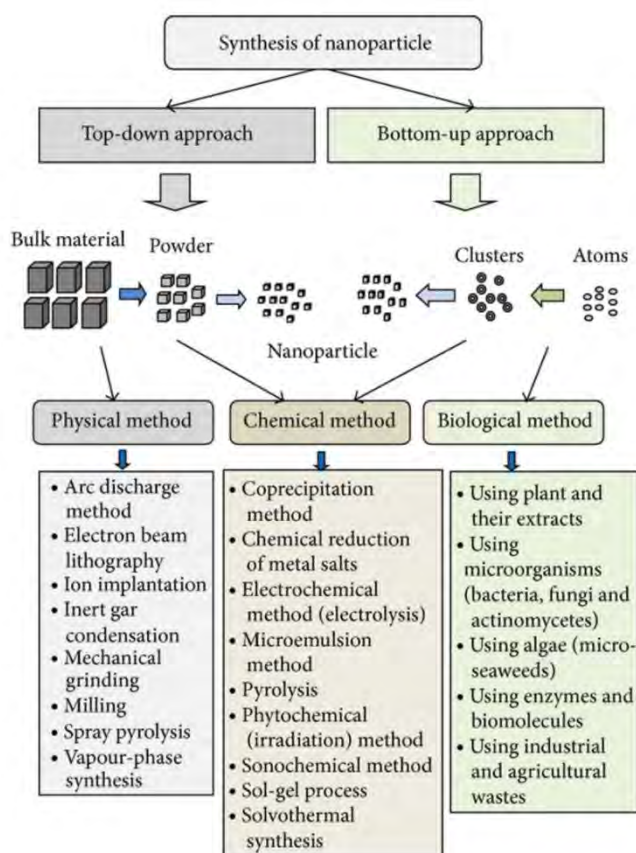 Synthesis of nanoparticle
Top-down approach
Bottom-up approach
Bulk material
Powder
Clusters
Atoms
Nanoparticle
Physical method
Chemical method
Biological method
• Arc discharge
method
• Electron beam
lithography
• Ion implantation
• Inert gar
condensation
• Mechanical
grinding
• Milling
• Spray pyrolysis
• Vapour-phase
synthesis
• Coprecipitation
method
• Chemical reduction
of metal salts
• Electrochemical
method (electrolysis)
• Microemulsion
method
• Pyrolysis
• Phytochemical
(irradiation) method
• Sonochemical method
• Sol-gel process
• Solvothermal
synthesis
• Using plant and
their extracts
• Using
microorganisms
(bacteria, fungi and
actinomycetes)
• Using algae (micro-
seaweeds)
• Using enzymes and
biomolecules
• Using industrial
and agricultural
wastes